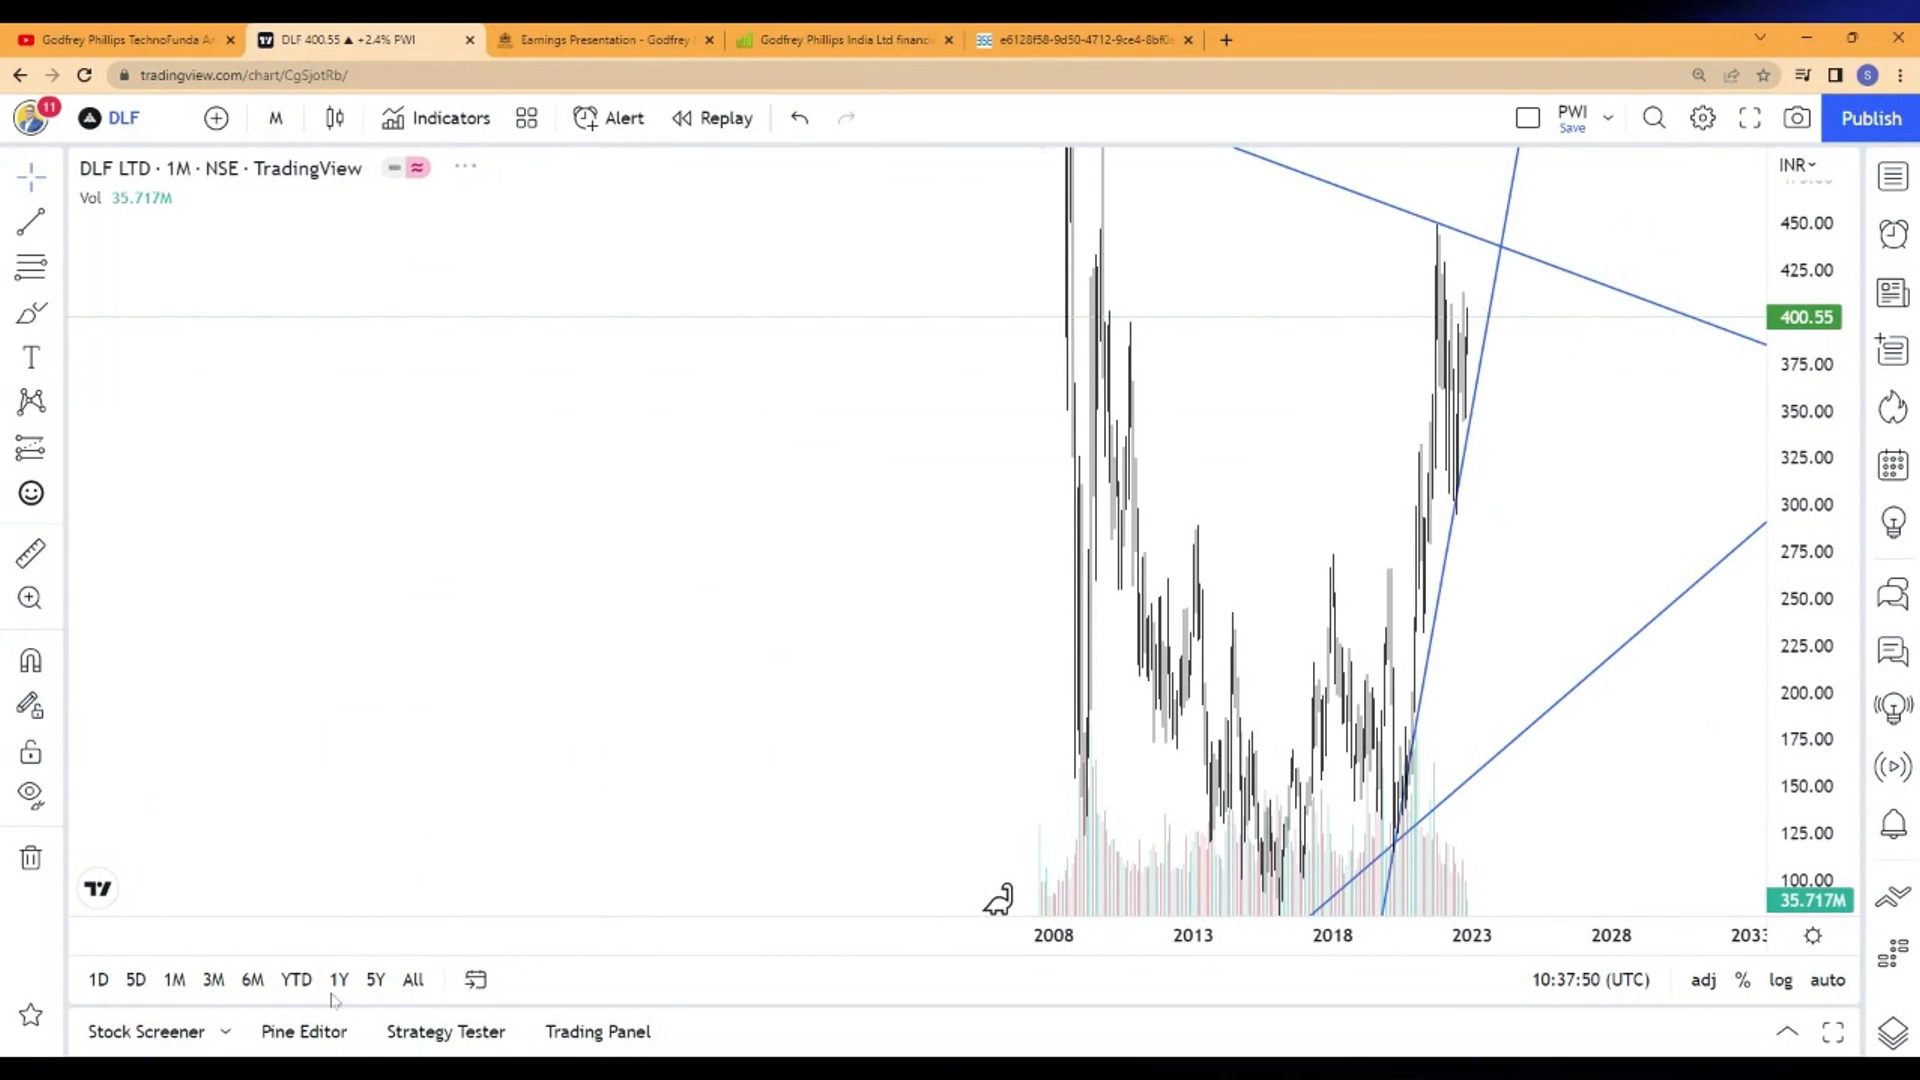 Godfrey Phillips TechnoFunda An
DLF 400.55 ▲ +2.4% PWI
Earnings Presentation - Godfrey
Godfrey Phillips India Ltd financi
BSE
e6128f58-9d50-4712-9ce4-8bf0
tradingview.com/chart/CgSjotRb/
S
11
DLF
M
Indicators
Alert
Replay
PWI
Save
Publish
DLF LTD · 1M · NSE · TradingView
Vol 35.717M
INR
450.00
425.00
400.55
375.00
350.00
325.00
300.00
275.00
250.00
225.00
200.00
175.00
150.00
125.00
100.00
35.717M
2008 2013 2018 2023 2028 2033
1D 5D 1M 3M 6M YTD 1Y 5Y All
10:37:50 (UTC)
adj % log auto
Stock Screener
Pine Editor
Strategy Tester
Trading Panel